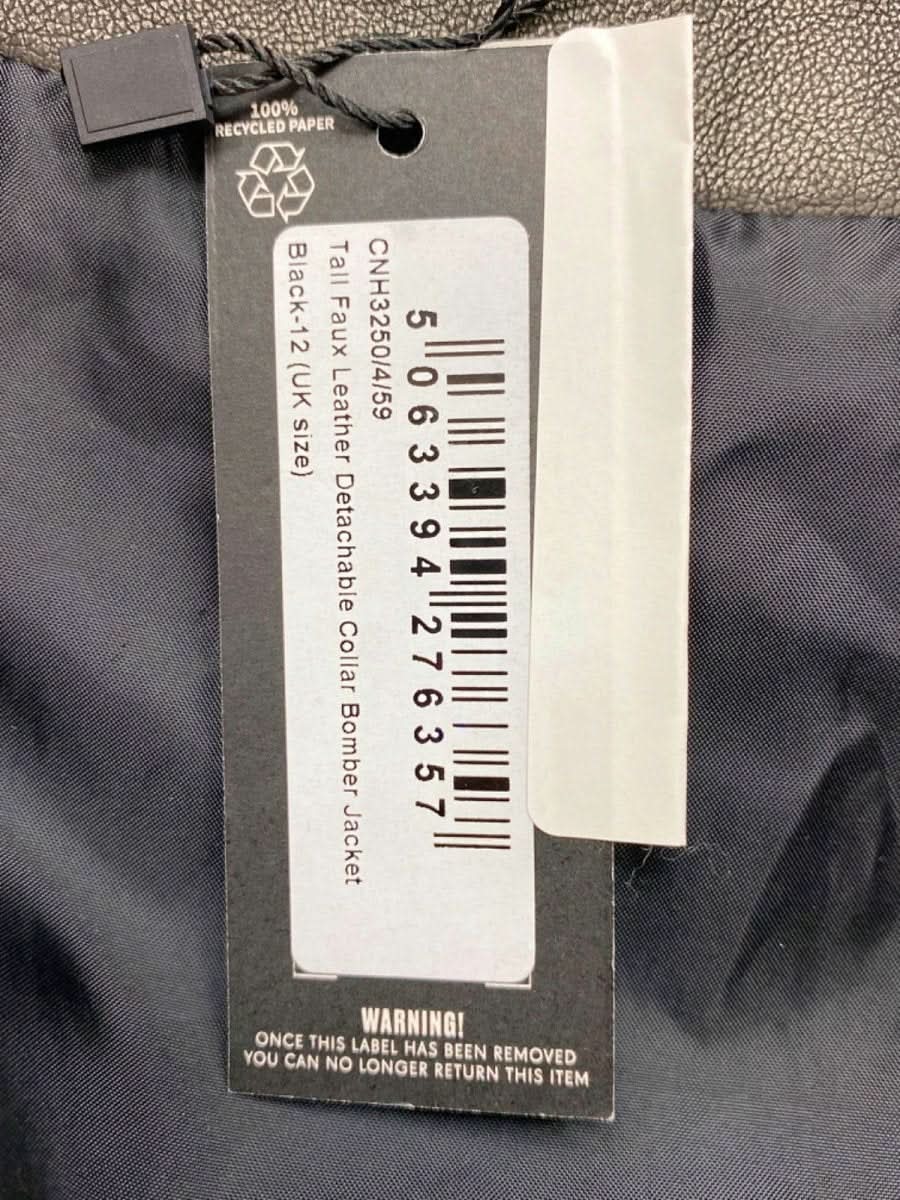 100%
RECYCLED PAPER
5 063394 276357
CNH3250/4/59
Tall Faux Leather Detachable Collar Bomber Jacket
Black-12 (UK size)
WARNING!
ONCE THIS LABEL HAS BEEN REMOVED
YOU CAN NO LONGER RETURN THIS ITEM